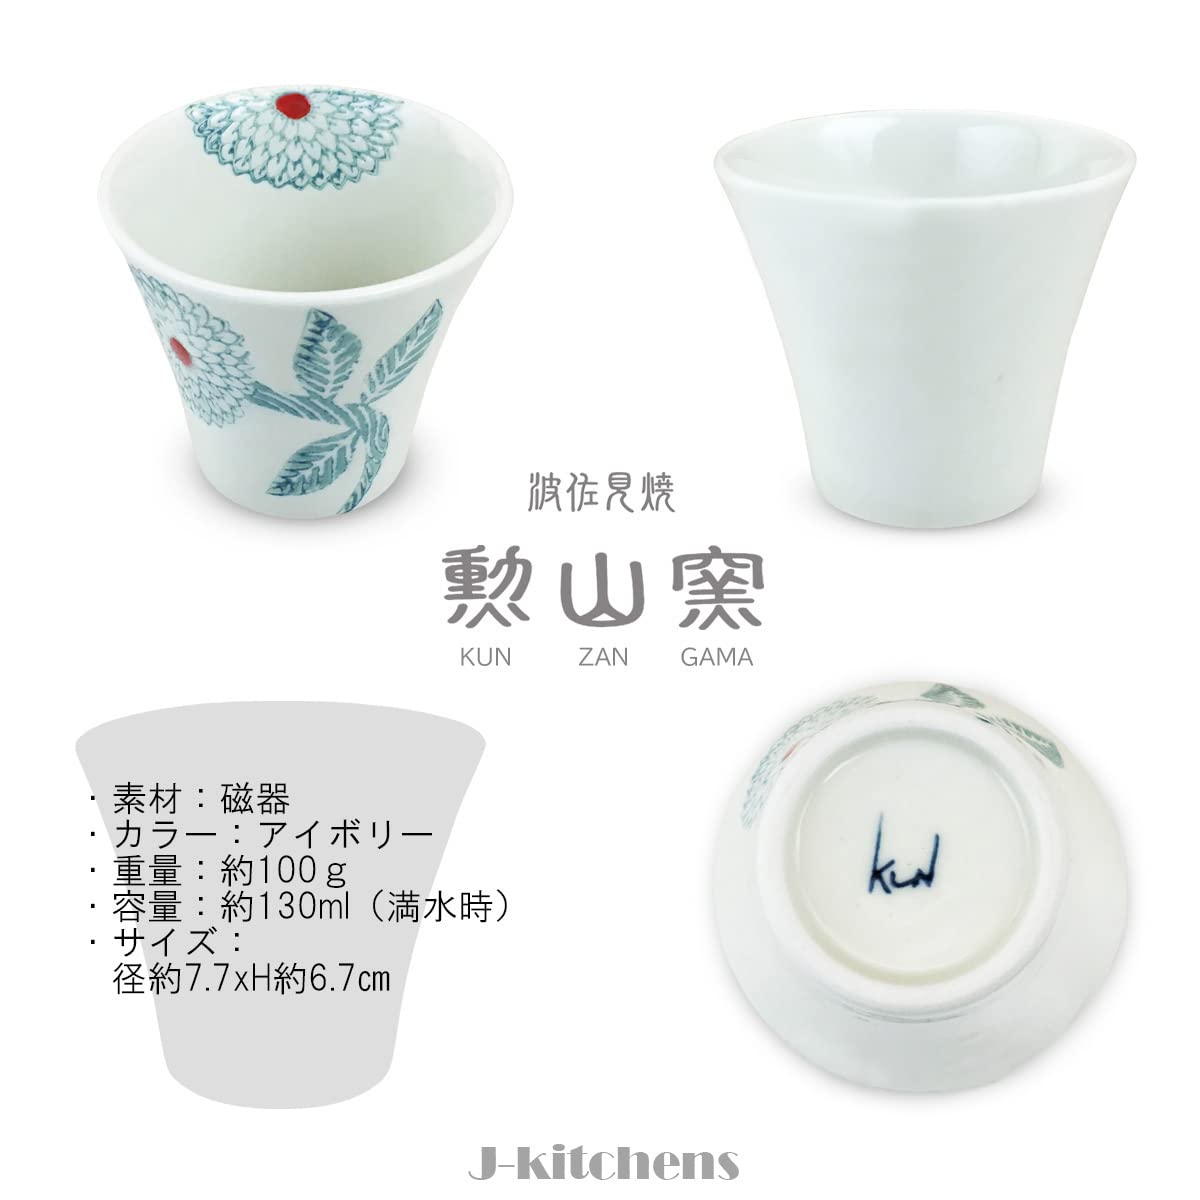 波佐見焼
勲山窯
KUN ZAN GAMA
・素材：磁器
・カラー：アイボリー
・重量：約100g
・容量：約130ml（満水時）
・サイズ：
径約7.7xH約6.7㎝
Kun
J-kitchens